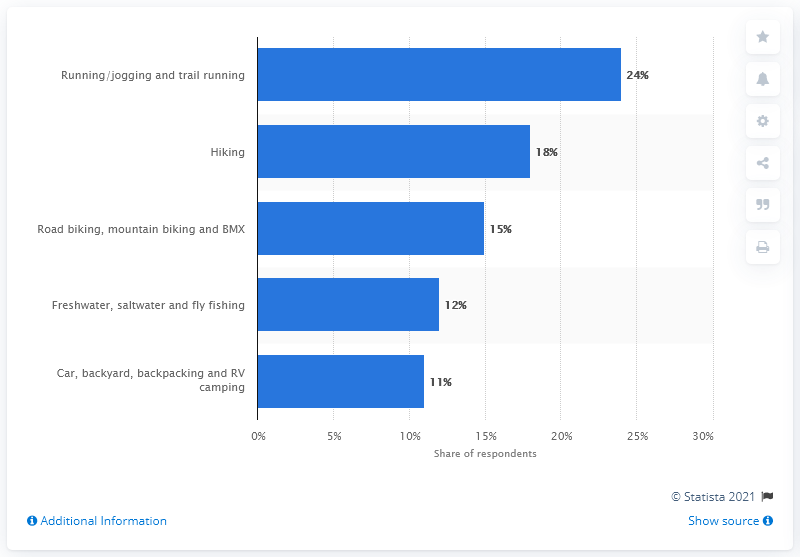 Running/jogging and trail running
24%
Hiking
18%
Road biking, mountain biking and BMX
15%
Freshwater, saltwater and fly fishing
12%
Car, backyard, backpacking and RV
camping
11%
0% 5% 10% 15% 20% 25% 30%
Share of respondents
© Statista 2021
Additional Information
Show source